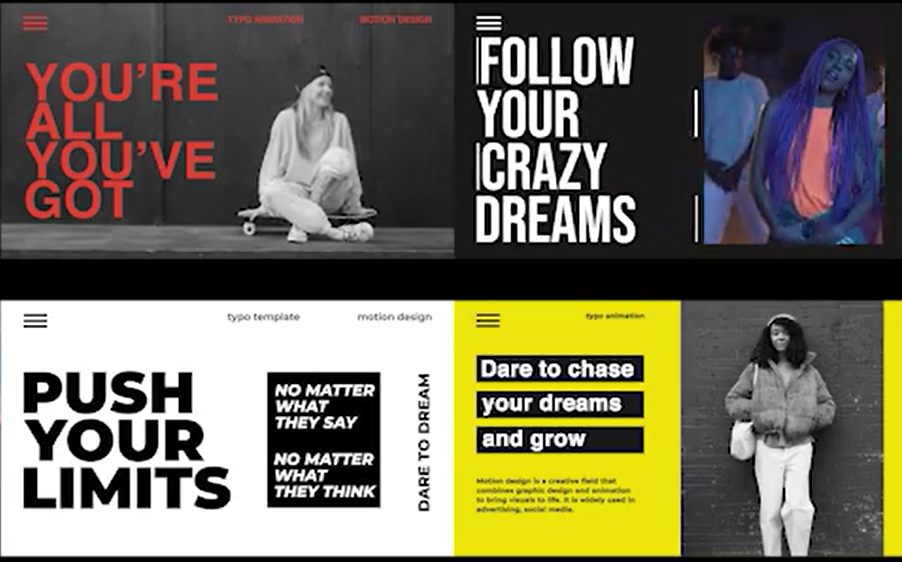 TYPO ANIMATION
MOTION DESIGN
YOU'RE
ALL
YOU'VE
GOT
FOLLOW
YOUR
CRAZY
DREAMS
typo template
motion design
PUSH
YOUR
LIMITS
NO MATTER
WHAT
THEY SAY
NO MATTER
WHAT
THEY THINK
DARE TO DREAM
typo animation
Dare to chase
your dreams
and grow
Motion design is a creative field that
combines graphic design and animation
to bring visuals to life. It is widely used in
advertising, social media.